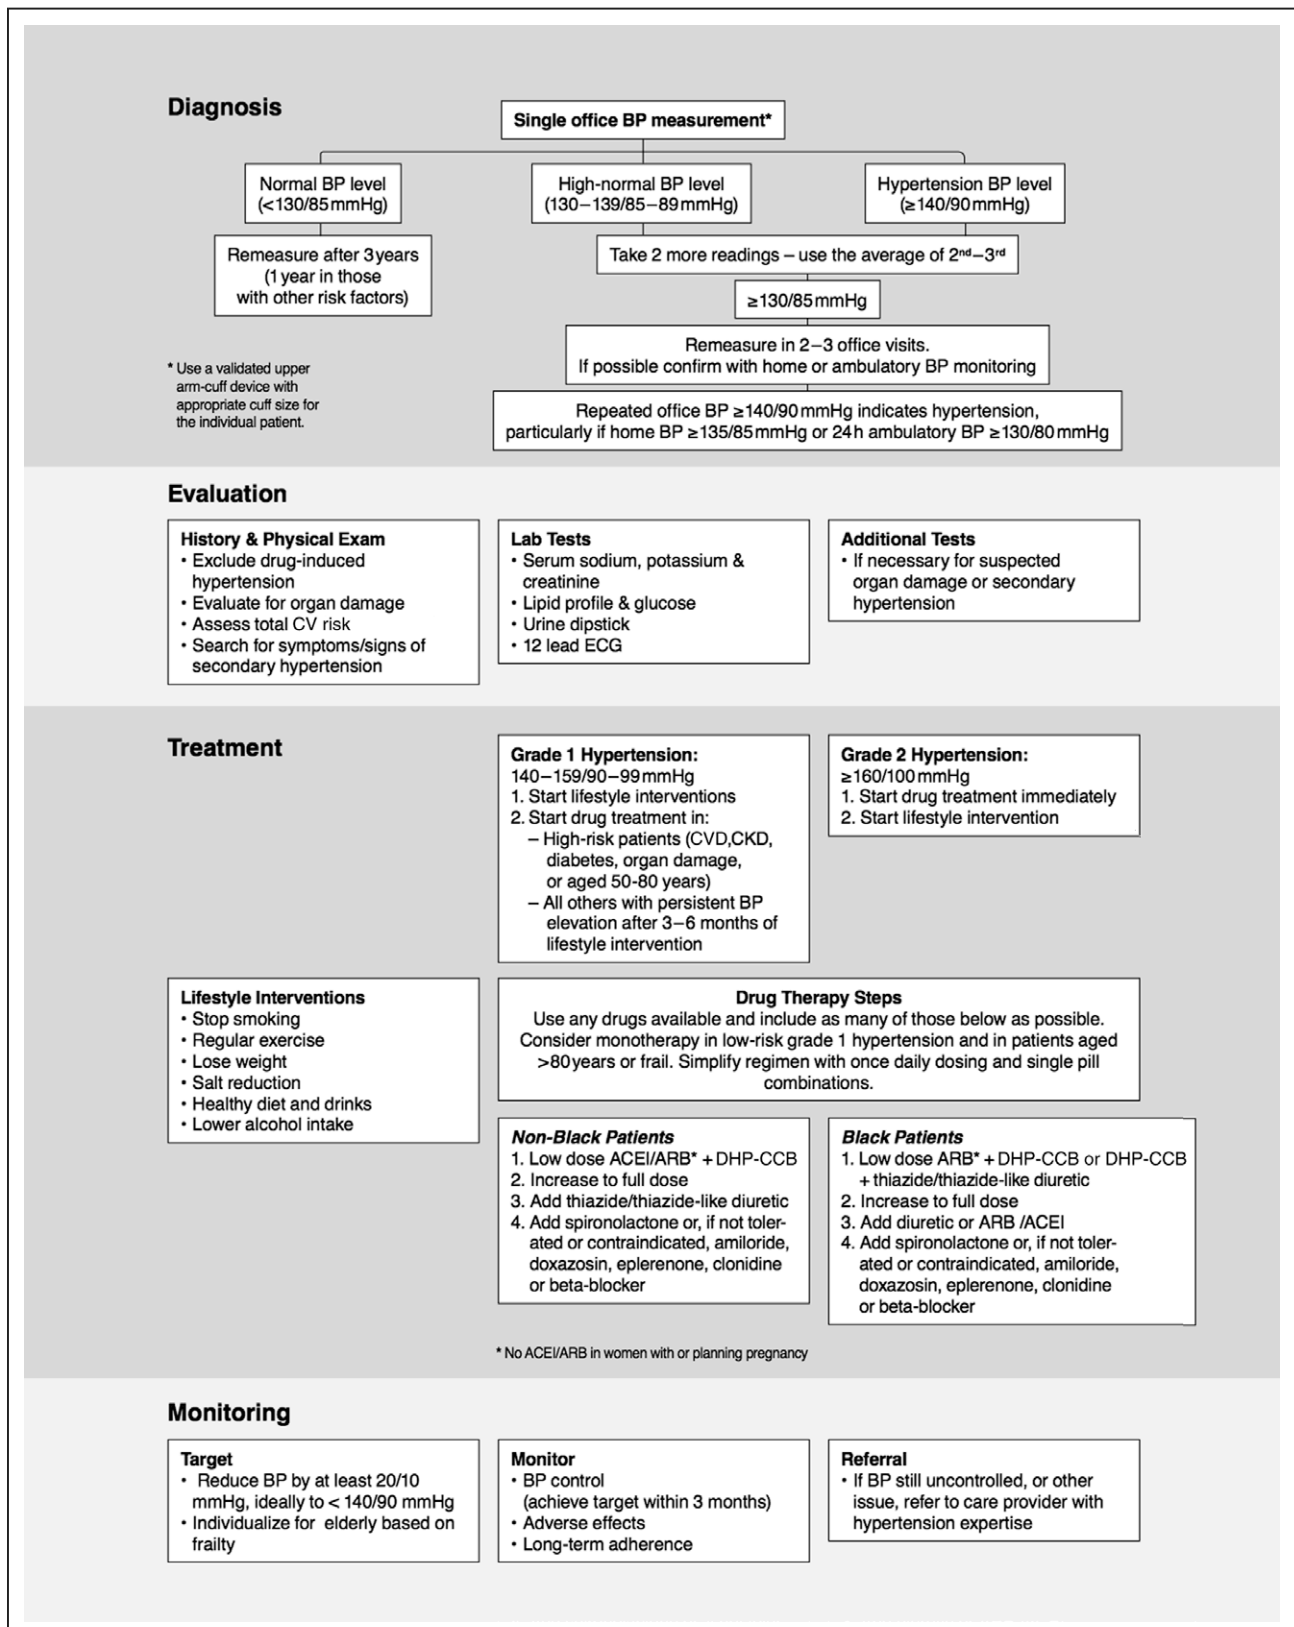 Diagnosis
Single office BP measurement*
Normal BP level
(<130/85 mmHg)
High-normal BP level
(130–139/85–89 mmHg)
Hypertension BP level
(≥140/90 mmHg)
Remeasure after 3 years
(1 year in those
with other risk factors)
Take 2 more readings – use the average of 2nd–3rd
≥130/85 mmHg
Remeasure in 2–3 office visits.
If possible confirm with home or ambulatory BP monitoring
* Use a validated upper
arm-cuff device with
appropriate cuff size for
the individual patient.
Repeated office BP ≥140/90 mmHg indicates hypertension,
particularly if home BP ≥135/85 mmHg or 24h ambulatory BP ≥130/80 mmHg
Evaluation
History & Physical Exam
• Exclude drug-induced
hypertension
• Evaluate for organ damage
• Assess total CV risk
• Search for symptoms/signs of
secondary hypertension
Lab Tests
• Serum sodium, potassium &
creatinine
• Lipid profile & glucose
• Urine dipstick
• 12 lead ECG
Additional Tests
• If necessary for suspected
organ damage or secondary
hypertension
Treatment
Grade 1 Hypertension:
140–159/90–99 mmHg
1. Start lifestyle interventions
2. Start drug treatment in:
– High-risk patients (CVD,CKD,
diabetes, organ damage,
or aged 50-80 years)
– All others with persistent BP
elevation after 3–6 months of
lifestyle intervention
Grade 2 Hypertension:
≥160/100 mmHg
1. Start drug treatment immediately
2. Start lifestyle intervention
Lifestyle Interventions
• Stop smoking
• Regular exercise
• Lose weight
• Salt reduction
• Healthy diet and drinks
• Lower alcohol intake
Drug Therapy Steps
Use any drugs available and include as many of those below as possible.
Consider monotherapy in low-risk grade 1 hypertension and in patients aged
>80 years or frail. Simplify regimen with once daily dosing and single pill
combinations.
Non-Black Patients
1. Low dose ACEI/ARB* + DHP-CCB
2. Increase to full dose
3. Add thiazide/thiazide-like diuretic
4. Add spironolactone or, if not toler-
ated or contraindicated, amiloride,
doxazosin, eplerenone, clonidine
or beta-blocker
Black Patients
1. Low dose ARB* + DHP-CCB or DHP-CCB
+ thiazide/thiazide-like diuretic
2. Increase to full dose
3. Add diuretic or ARB /ACEI
4. Add spironolactone or, if not toler-
ated or contraindicated, amiloride,
doxazosin, eplerenone, clonidine
or beta-blocker
* No ACEI/ARB in women with or planning pregnancy
Monitoring
Target
• Reduce BP by at least 20/10
mmHg, ideally to < 140/90 mmHg
• Individualize for elderly based on
frailty
Monitor
• BP control
(achieve target within 3 months)
• Adverse effects
• Long-term adherence
Referral
• If BP still uncontrolled, or other
issue, refer to care provider with
hypertension expertise